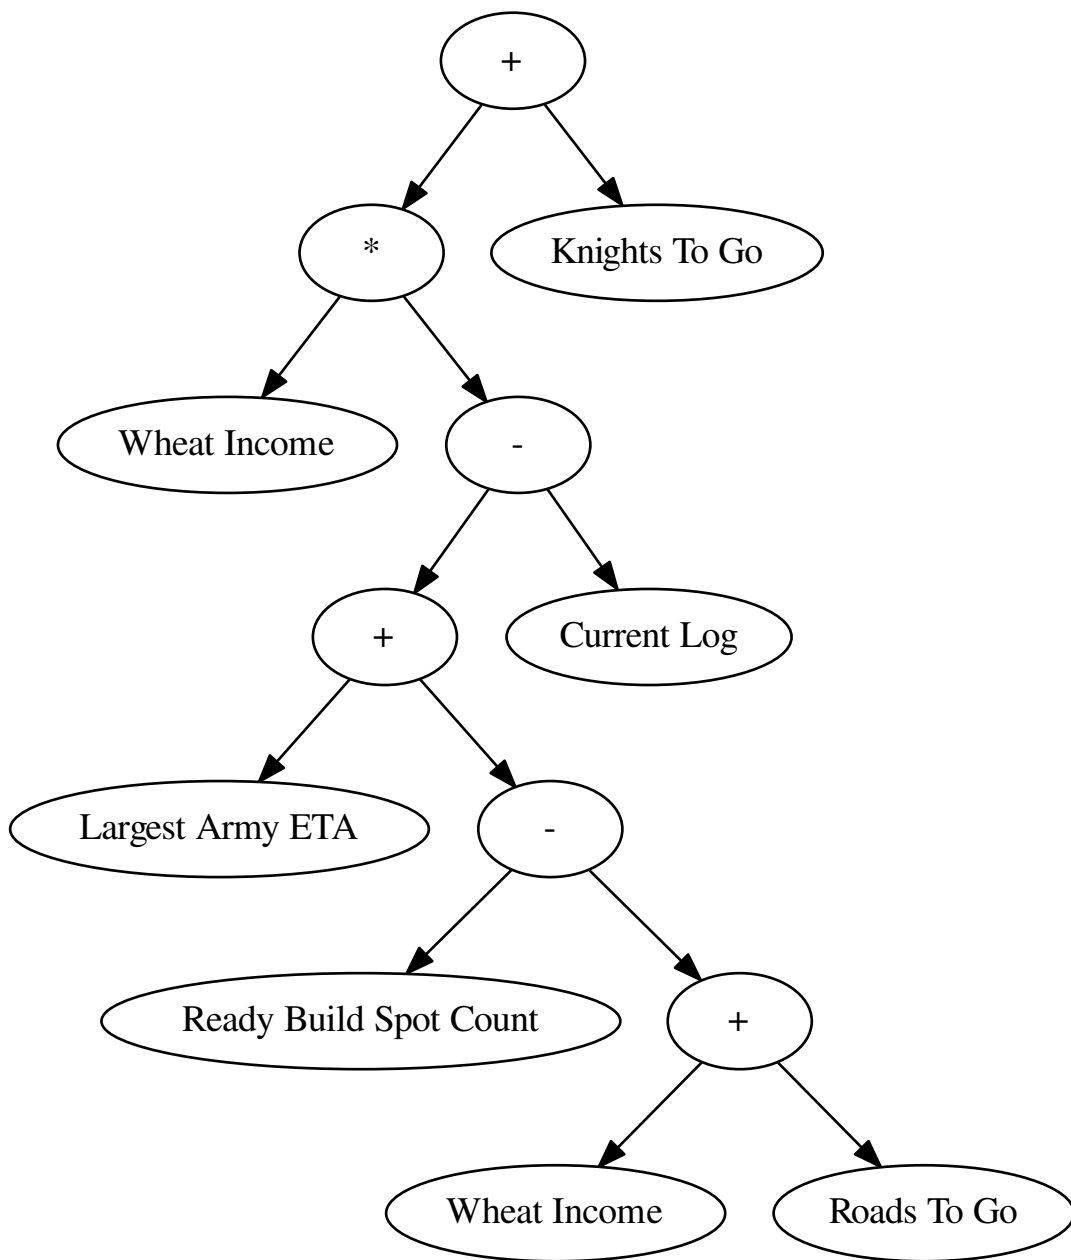 +
*
Knights To Go
Wheat Income
-
+
Current Log
Largest Army ETA
-
Ready Build Spot Count
+
Wheat Income
Roads To Go